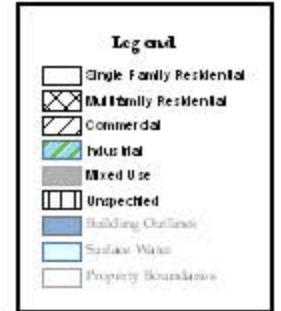 Legend
Single Family Residential
Multifamily Residential
Commercial
Industrial
Mixed Use
Unspecified
Building Outlines
Surface Water
Property Boundaries